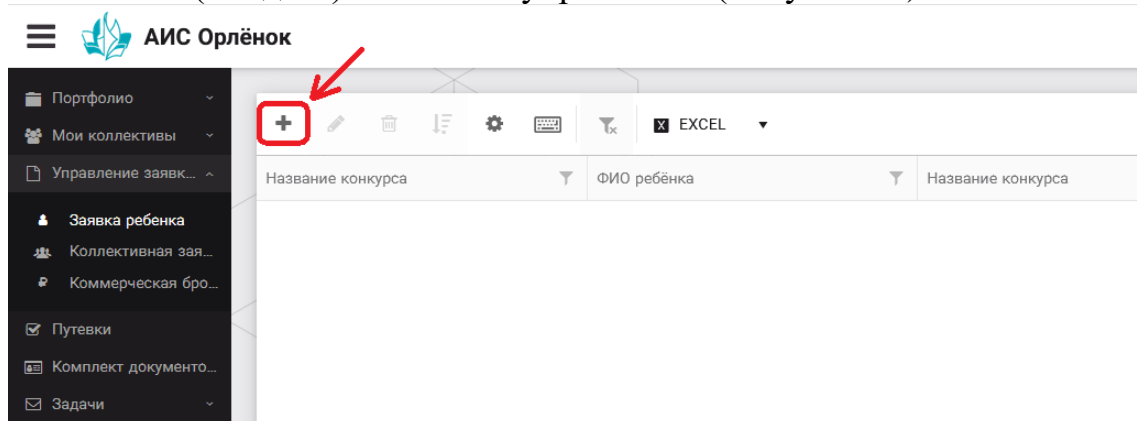 АИС Орлёнок
Портфолио
Мои коллективы
Управление заявк...
Заявка ребенка
Коллективная зая...
Коммерческая бро...
Путевки
Комплект документо...
Задачи
EXCEL
Название конкурса ФИО ребёнка Название конкурса